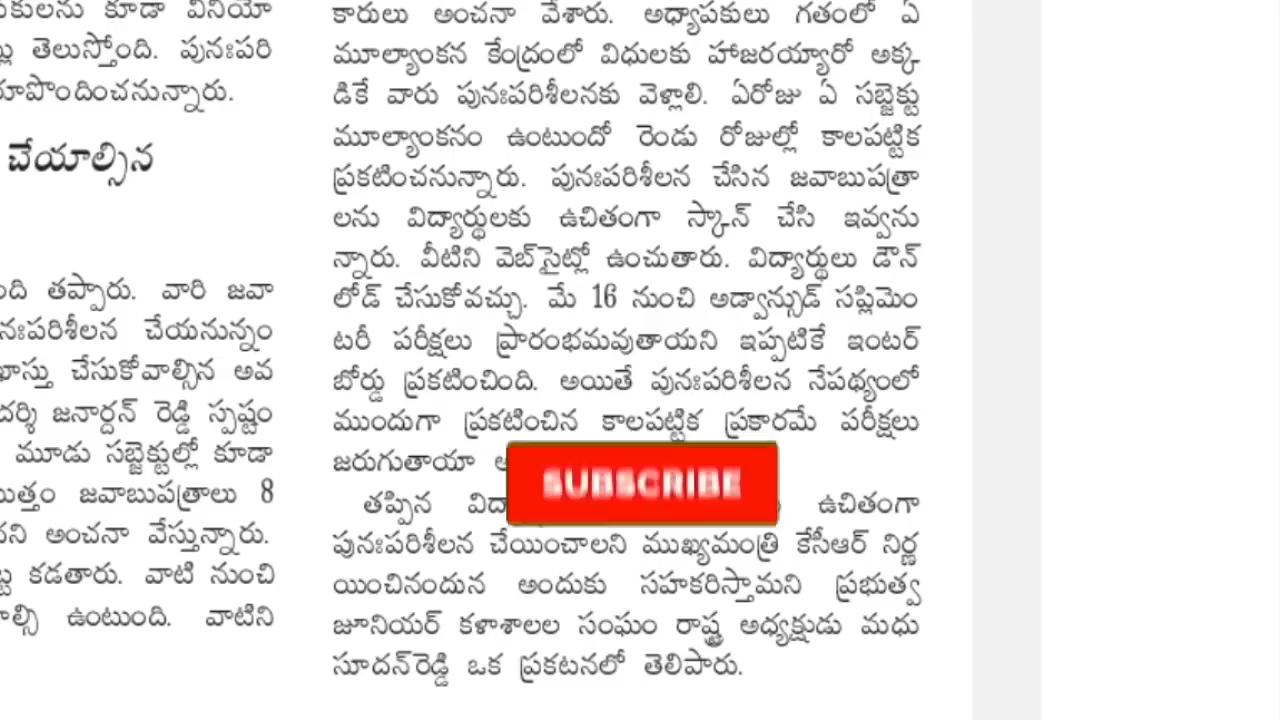 కులను కూడా వినియో
తెలుస్తోంది. పునఃపరి
రూపొందించనున్నారు.
చేయాల్సిన
ంది తప్పారు. వారి జవా
నఃపరిశీలన చేయనున్నం
ఖాస్తు చేసుకోవాల్సిన అవ
దర్శి జనార్దన్ రెడ్డి స్పష్టం
మూడు సబ్జెక్టుల్లో కూడా
ముత్తం జవాబుపత్రాలు 8
దని అంచనా వేస్తున్నారు.
కడతారు. వాటి నుంచి
ాల్సి ఉంటుంది. వాటిని
కారులు అంచనా వేశారు. అధ్యాపకులు గతంలో ఏ
మూల్యాంకన కేంద్రంలో విధులకు హాజరయ్యారో అక్క
డికే వారు పునఃపరిశీలనకు వెళ్లాలి. ఏరోజు ఏ సబ్జెక్టు
మూల్యాంకనం ఉంటుందో రెండు రోజుల్లో కాలపట్టిక
ప్రకటించనున్నారు. పునఃపరిశీలన చేసిన జవాబుపత్రా
లను విద్యార్థులకు ఉచితంగా స్కాన్ చేసి ఇవ్వను
న్నారు. వీటిని వెబ్‌సైట్లో ఉంచుతారు. విద్యార్థులు డౌన్
లోడ్ చేసుకోవచ్చు. మే 16 నుంచి అడ్వాన్సుడ్ సప్లిమెం
టరీ పరీక్షలు ప్రారంభమవుతాయని ఇప్పటికే ఇంటర్
బోర్డు ప్రకటించింది. అయితే పునఃపరిశీలన నేపథ్యంలో
ముందుగా ప్రకటించిన కాలపట్టిక ప్రకారమే పరీక్షలు
జరుగుతాయా
SUBSCRIBE
తప్పిన ఉచితంగా
పునఃపరిశీలన చేయించాలని ముఖ్యమంత్రి కేసీఆర్ నిర్ణ
యించినందున అందుకు సహకరిస్తామని ప్రభుత్వ
జూనియర్ కళాశాలల సంఘం రాష్ట్ర అధ్యక్షుడు మధు
సూదన్‌రెడ్డి ఒక ప్రకటనలో తెలిపారు.